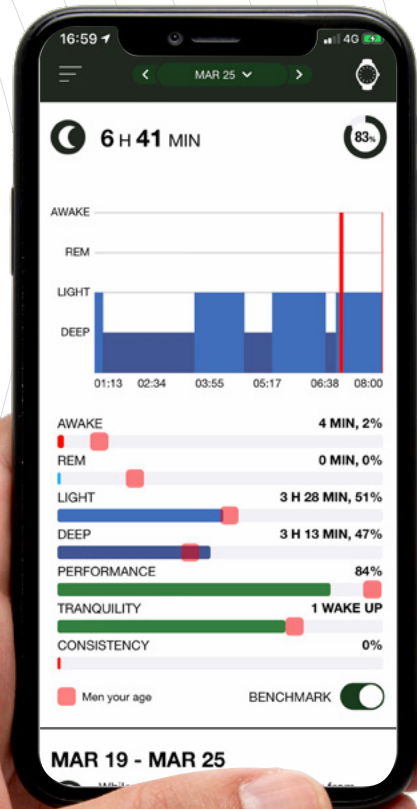 16:59 4G
MAR 25
6 H 41 MIN 83%
AWAKE
REM
LIGHT
DEEP
01:13 02:34 03:55 05:17 06:38 08:00
AWAKE 4 MIN, 2%
REM 0 MIN, 0%
LIGHT 3 H 28 MIN, 51%
DEEP 3 H 13 MIN, 47%
PERFORMANCE 84%
TRANQUILITY 1 WAKE UP
CONSISTENCY 0%
Men your age BENCHMARK
MAR 19 - MAR 25
While from